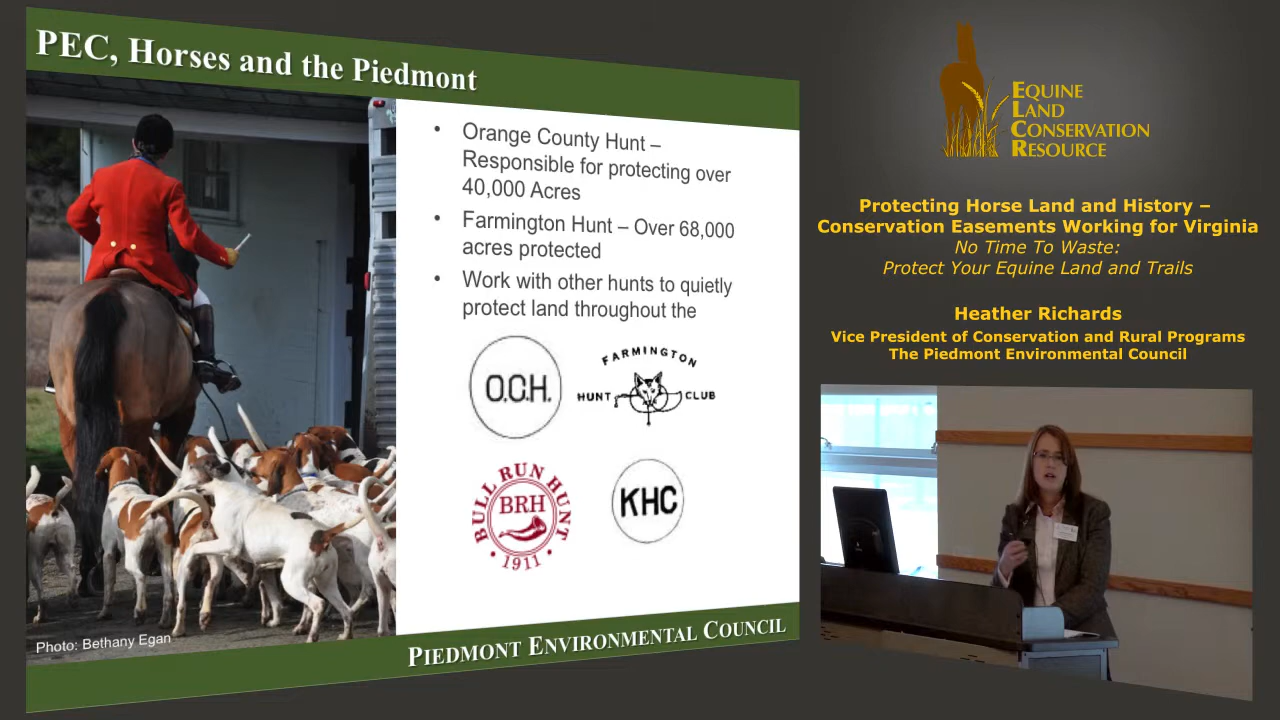 PEC, Horses and the Piedmont
• Orange County Hunt –
Responsible for protecting over
40,000 Acres
• Farmington Hunt – Over 68,000
acres protected
• Work with other hunts to quietly
protect land throughout the
O.C.H.
FARMINGTON
HUNT CLUB
BULL RUN HUNT
BRH
• 1911 •
KHC
Photo: Bethany Egan
PIEDMONT ENVIRONMENTAL COUNCIL
EQUINE
LAND
CONSERVATION
RESOURCE
Protecting Horse Land and History –
Conservation Easements Working for Virginia
No Time To Waste:
Protect Your Equine Land and Trails
Heather Richards
Vice President of Conservation and Rural Programs
The Piedmont Environmental Council